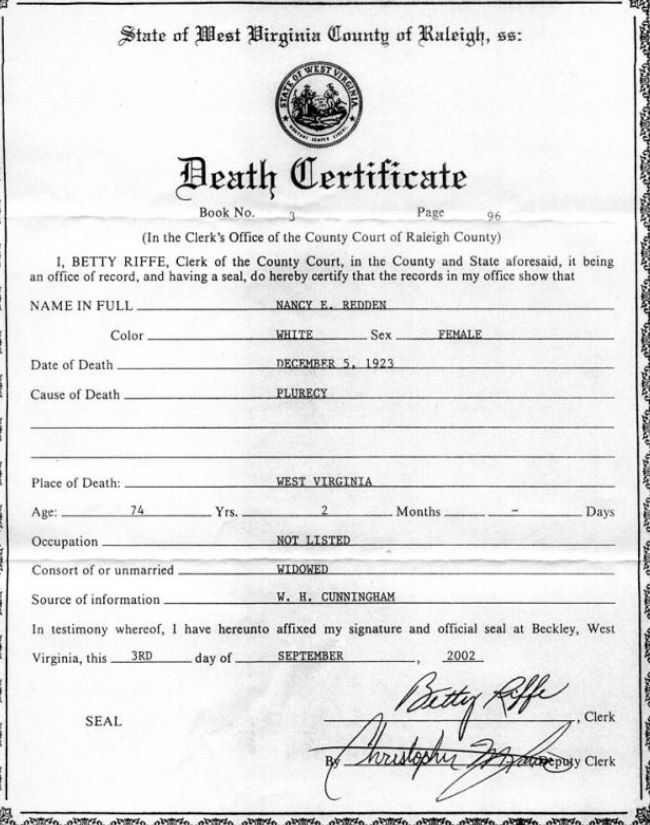 State of West Virginia County of Raleigh, ss:
STATE OF WEST VIRGINIA
MONTANI SEMPER LIBERI
Death Certificate
Book No. 3 Page 96
(In the Clerk's Office of the County Court of Raleigh County)
I, BETTY RIFFE, Clerk of the County Court, in the County and State aforesaid, it being
an office of record, and having a seal, do hereby certify that the records in my office show that
NAME IN FULL NANCY E. REDDEN
Color WHITE Sex FEMALE
Date of Death DECEMBER 5, 1923
Cause of Death PLURECY
Place of Death: WEST VIRGINIA
Age: 74 Yrs. 2 Months - Days
Occupation NOT LISTED
Consort of or unmarried WIDOWED
Source of information W. H. CUNNINGHAM
In testimony whereof, I have hereunto affixed my signature and official seal at Beckley, West
Virginia, this 3RD day of SEPTEMBER, 2002
Betty Riffe
SEAL , Clerk
By Christopher Deputy Clerk